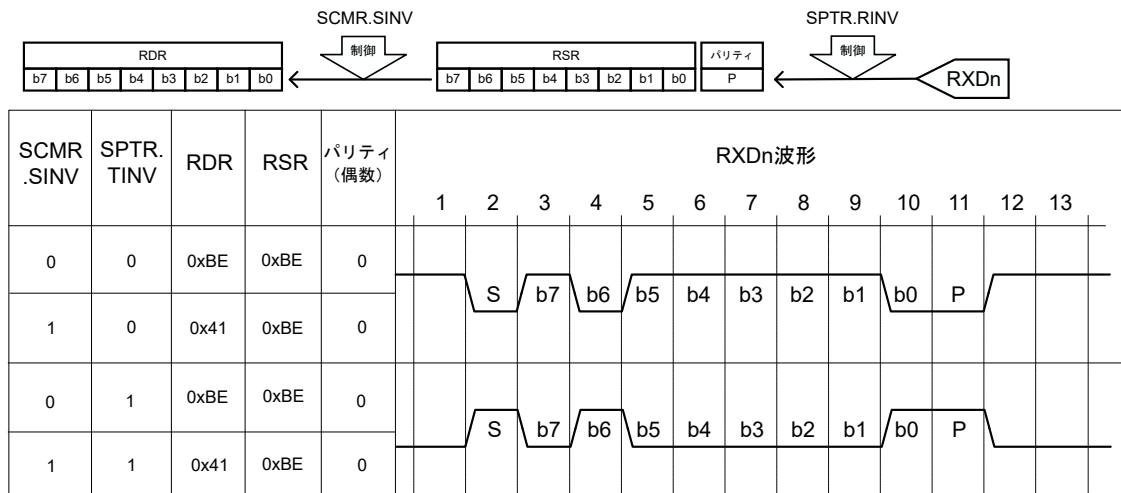 SCMR.SINV SPTR.RINV
制御 制御
RDR RSR パリティ
b7 b6 b5 b4 b3 b2 b1 b0 b7 b6 b5 b4 b3 b2 b1 b0 P RXDn
SCMR .SINV SPTR. TINV RDR RSR パリティ (偶数) RXDn波形
1 2 3 4 5 6 7 8 9 10 11 12 13
0 0 0xBE 0xBE 0
S b7 b6 b5 b4 b3 b2 b1 b0 P
1 0 0x41 0xBE 0
0 1 0xBE 0xBE 0
S b7 b6 b5 b4 b3 b2 b1 b0 P
1 1 0x41 0xBE 0